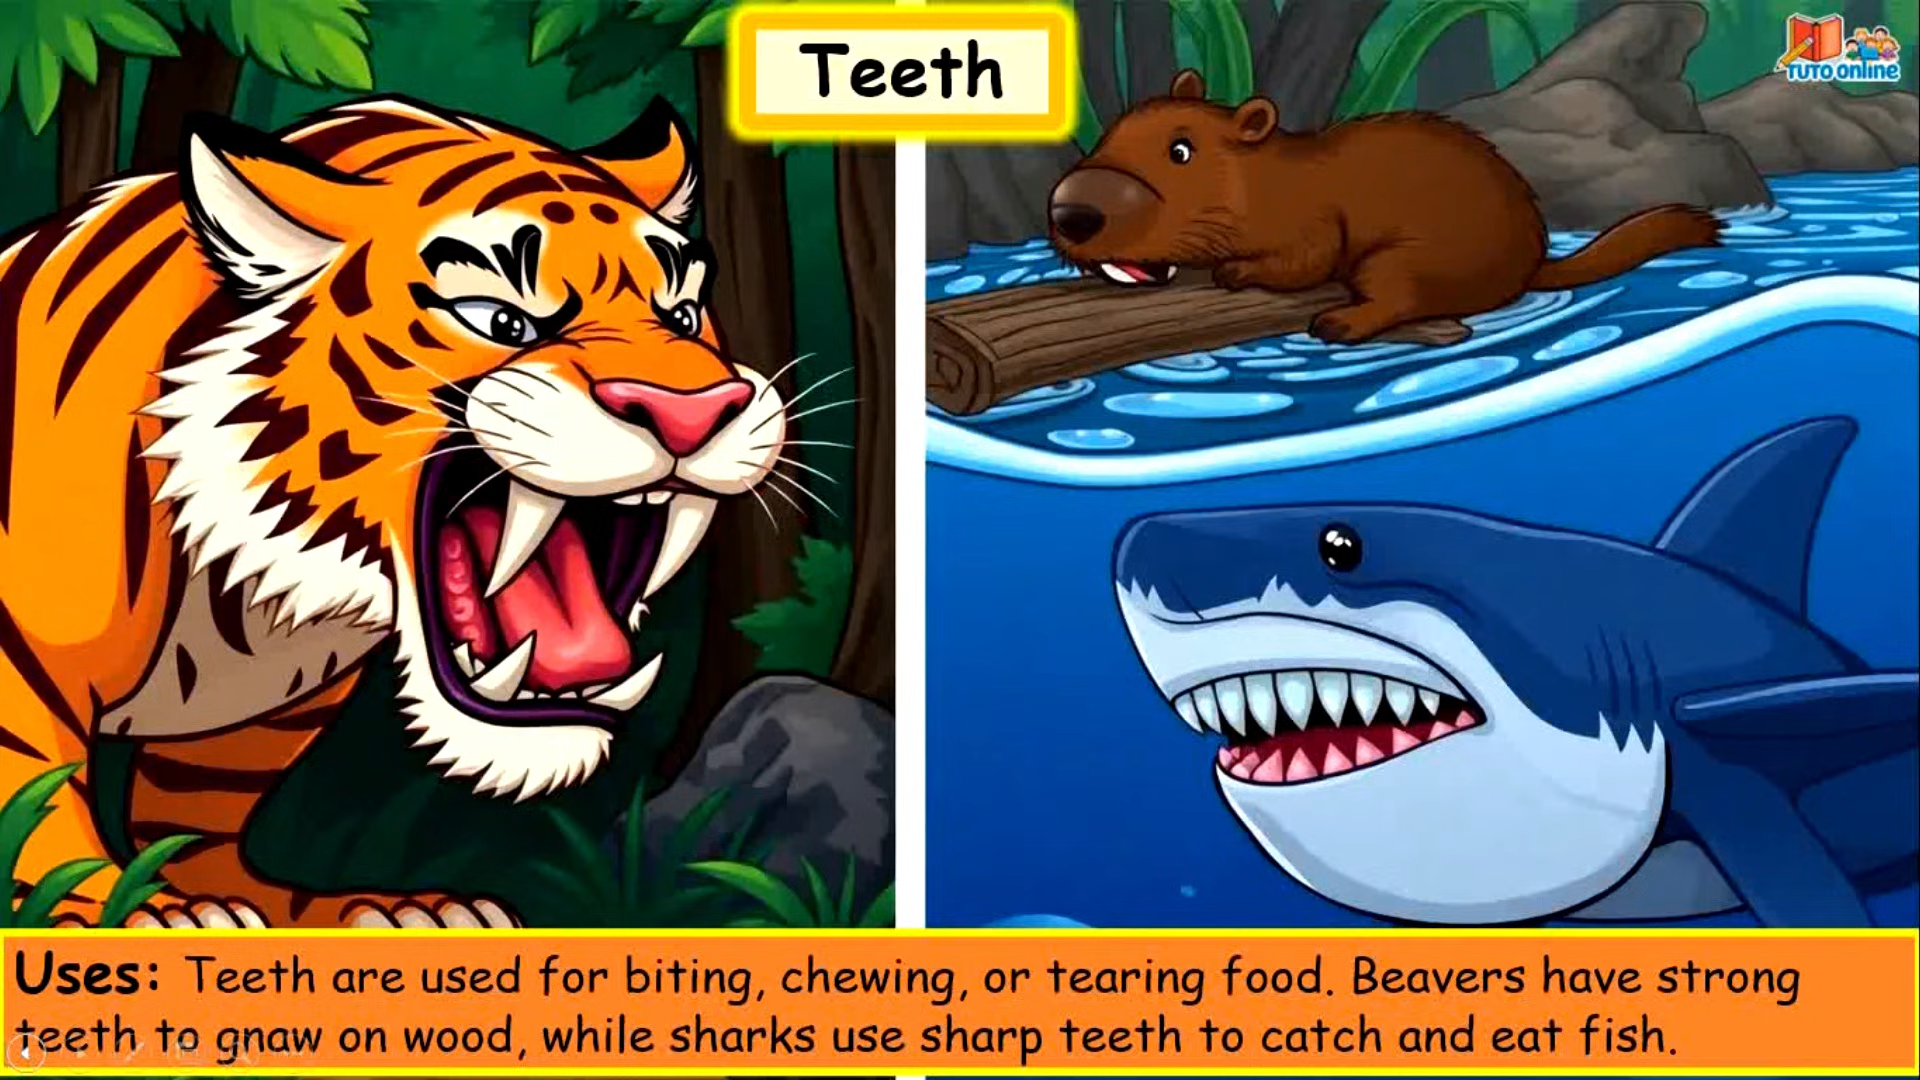 Teeth
TUTO online
Uses: Teeth are used for biting, chewing, or tearing food. Beavers have strong
teeth to gnaw on wood, while sharks use sharp teeth to catch and eat fish.